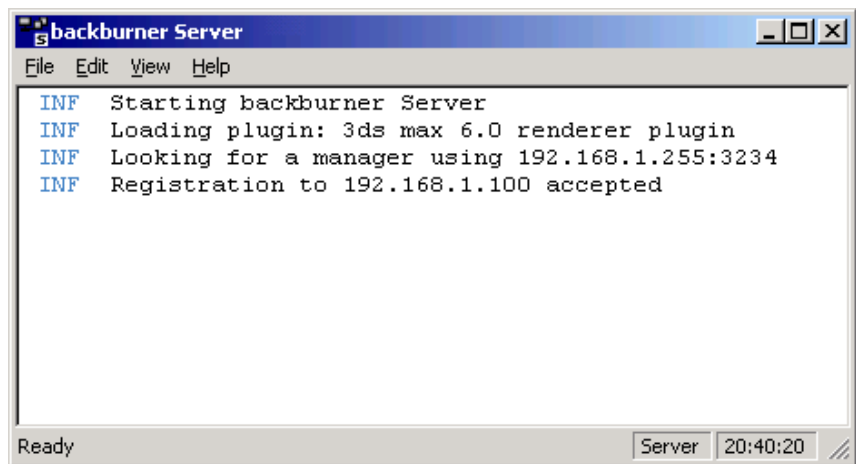 backburner Server
File Edit View Help
INF Starting backburner Server
INF Loading plugin: 3ds max 6.0 renderer plugin
INF Looking for a manager using 192.168.1.255:3234
INF Registration to 192.168.1.100 accepted
Ready Server 20:40:20